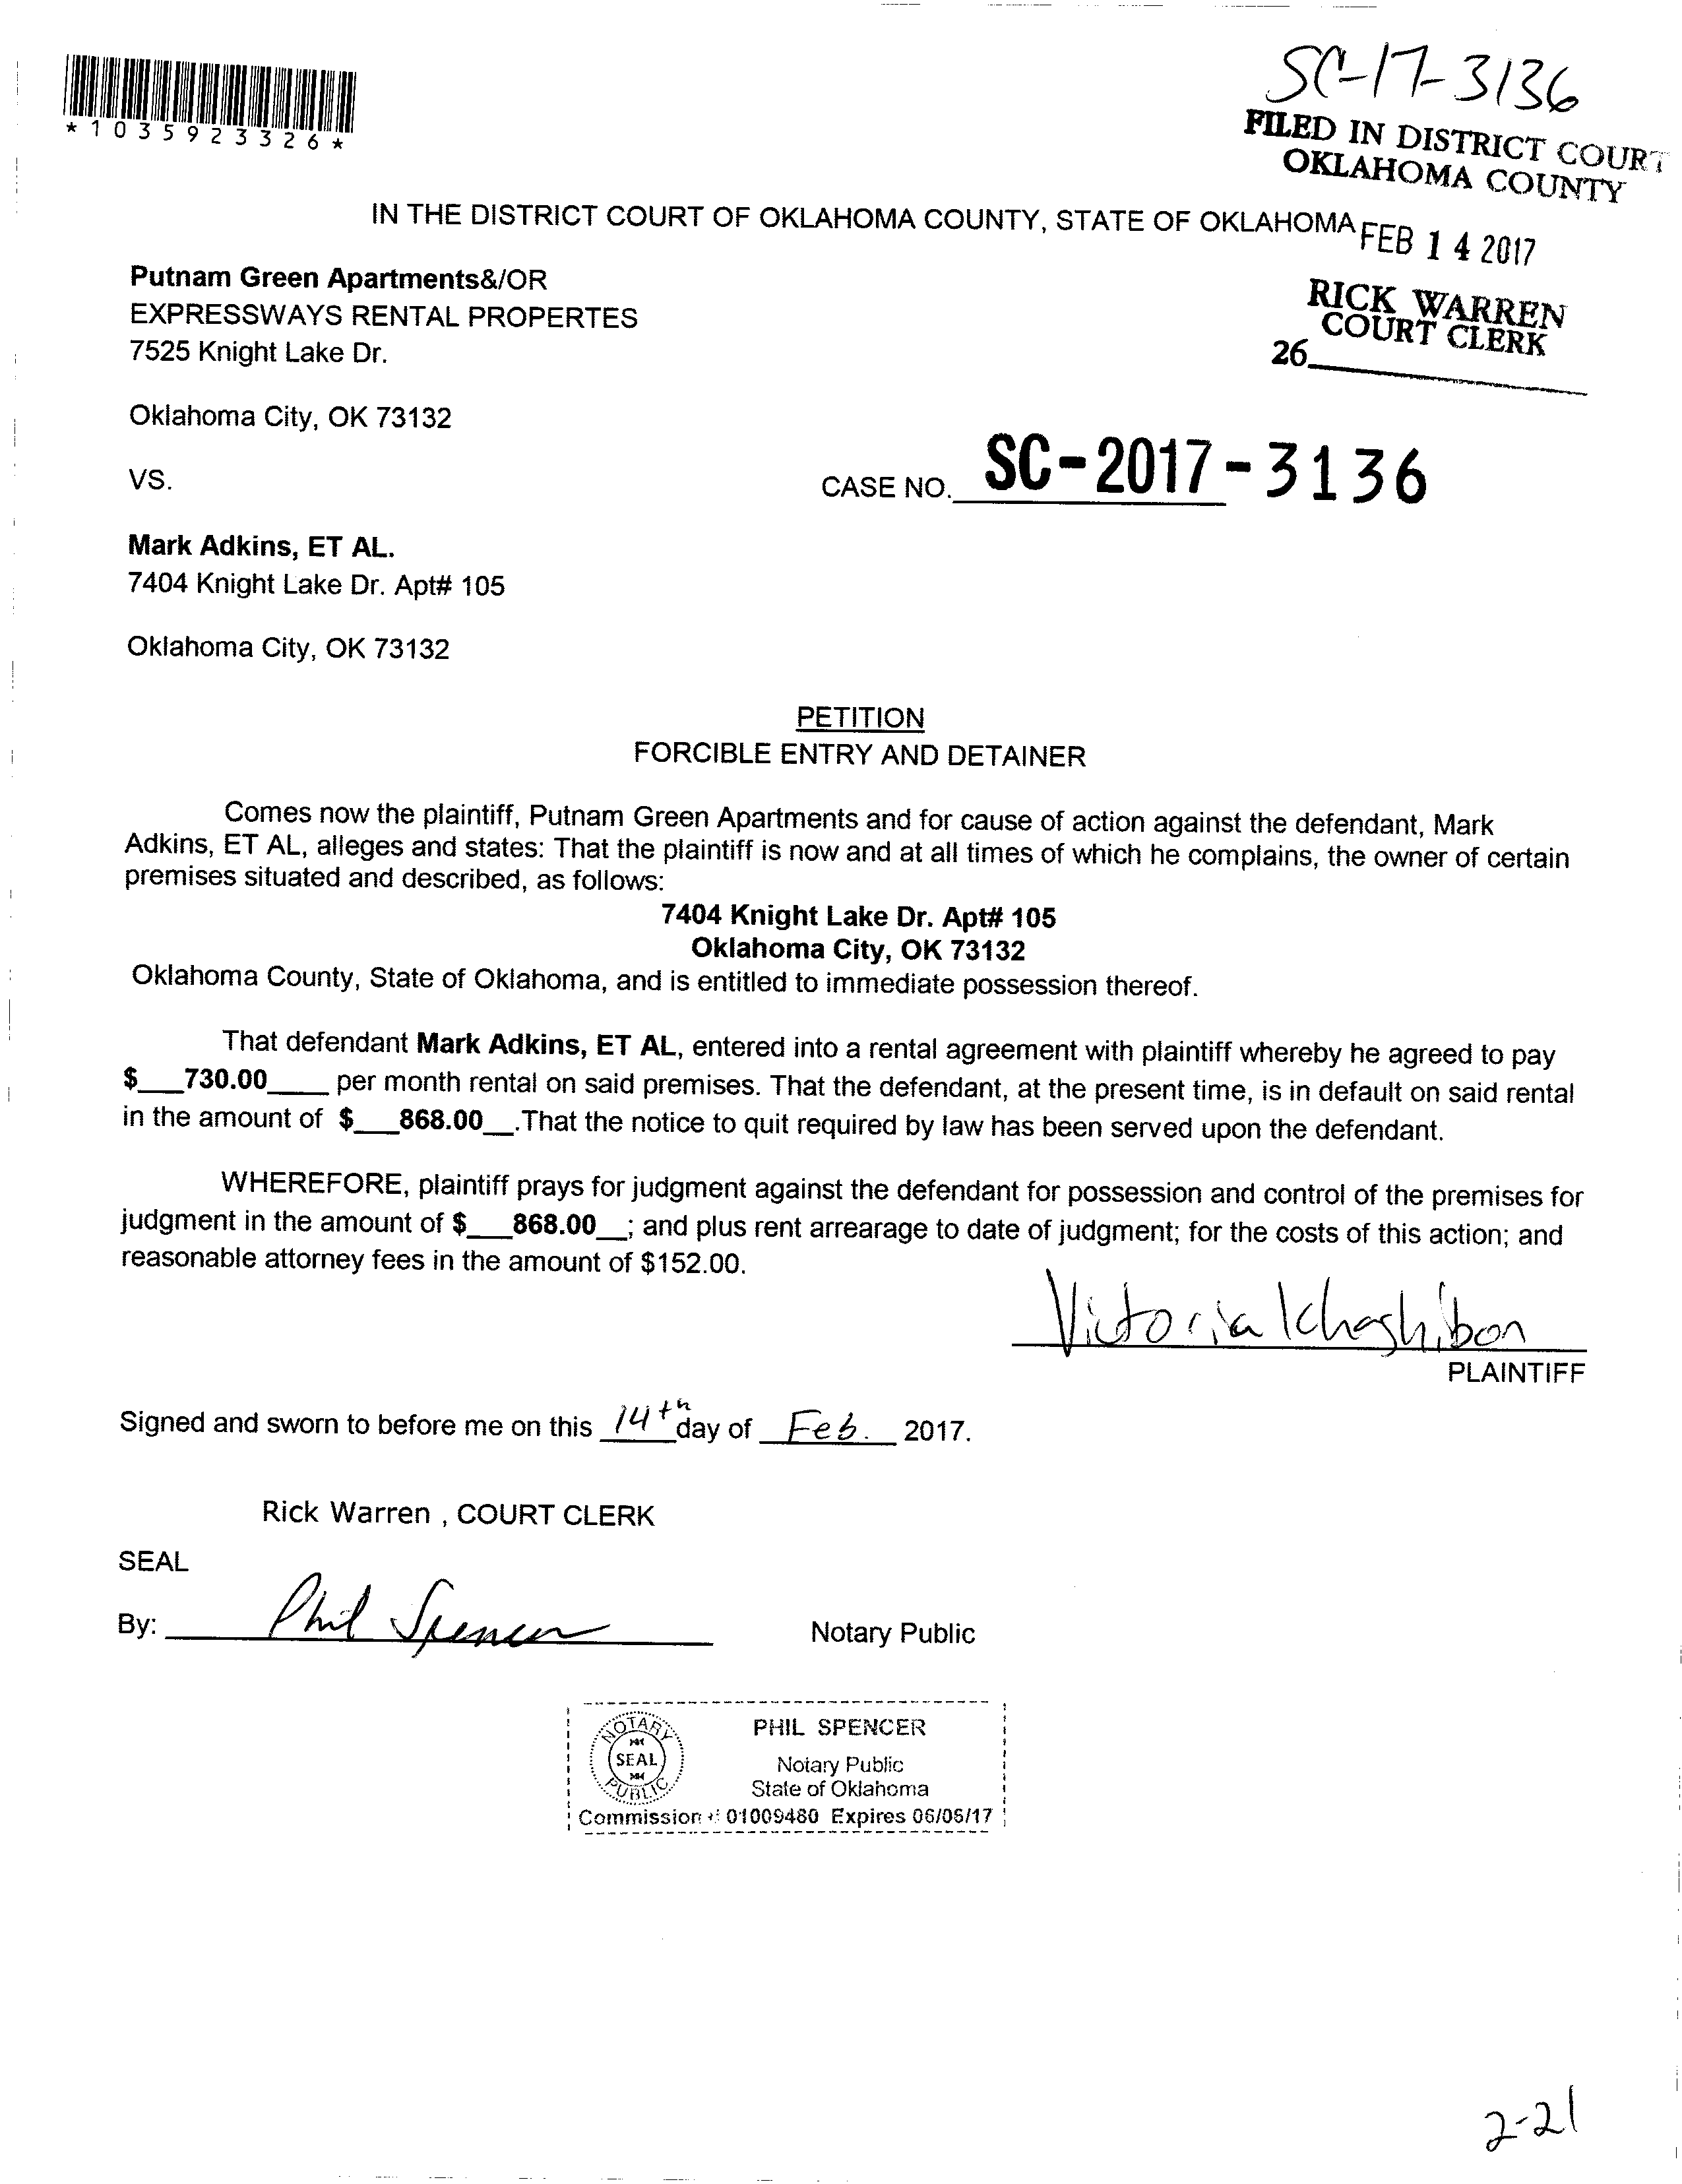 SC-17-3136
*1035923326*
FILED IN DISTRICT COURT
OKLAHOMA COUNTY
IN THE DISTRICT COURT OF OKLAHOMA COUNTY, STATE OF OKLAHOMA
FEB 14 2017
Putnam Green Apartments&/OR
EXPRESSWAYS RENTAL PROPERTES
7525 Knight Lake Dr.
RICK WARREN
COURT CLERK
26
Oklahoma City, OK 73132
VS.
CASE NO. SC-2017-3136
Mark Adkins, ET AL.
7404 Knight Lake Dr. Apt# 105
Oklahoma City, OK 73132
PETITION
FORCIBLE ENTRY AND DETAINER
Comes now the plaintiff, Putnam Green Apartments and for cause of action against the defendant, Mark
Adkins, ET AL, alleges and states: That the plaintiff is now and at all times of which he complains, the owner of certain
premises situated and described, as follows:
7404 Knight Lake Dr. Apt# 105
Oklahoma City, OK 73132
Oklahoma County, State of Oklahoma, and is entitled to immediate possession thereof.
That defendant Mark Adkins, ET AL, entered into a rental agreement with plaintiff whereby he agreed to pay
$___730.00____ per month rental on said premises. That the defendant, at the present time, is in default on said rental
in the amount of $___868.00__.That the notice to quit required by law has been served upon the defendant.
WHEREFORE, plaintiff prays for judgment against the defendant for possession and control of the premises for
judgment in the amount of $___868.00__; and plus rent arrearage to date of judgment; for the costs of this action; and
reasonable attorney fees in the amount of $152.00.
Victoria Khashibon
PLAINTIFF
Signed and sworn to before me on this 14th day of Feb. 2017.
Rick Warren , COURT CLERK
SEAL
By: Phil Spencer Notary Public
NOTARY
SEAL
PUBLIC
PHIL SPENCER
Notary Public
State of Oklahoma
Commission # 01009480 Expires 06/06/17
2-21